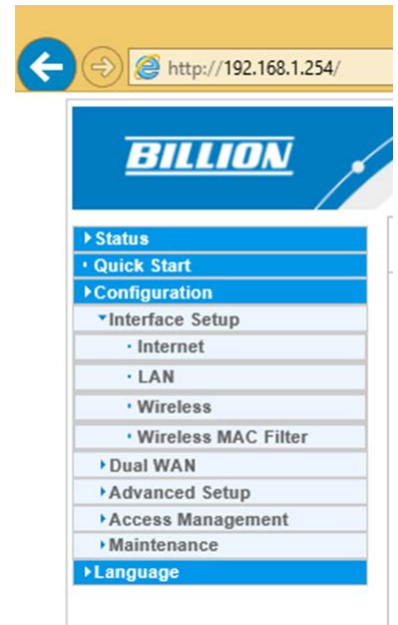 http://192.168.1.254/
BILLION
Status
Quick Start
Configuration
Interface Setup
Internet
LAN
Wireless
Wireless MAC Filter
Dual WAN
Advanced Setup
Access Management
Maintenance
Language